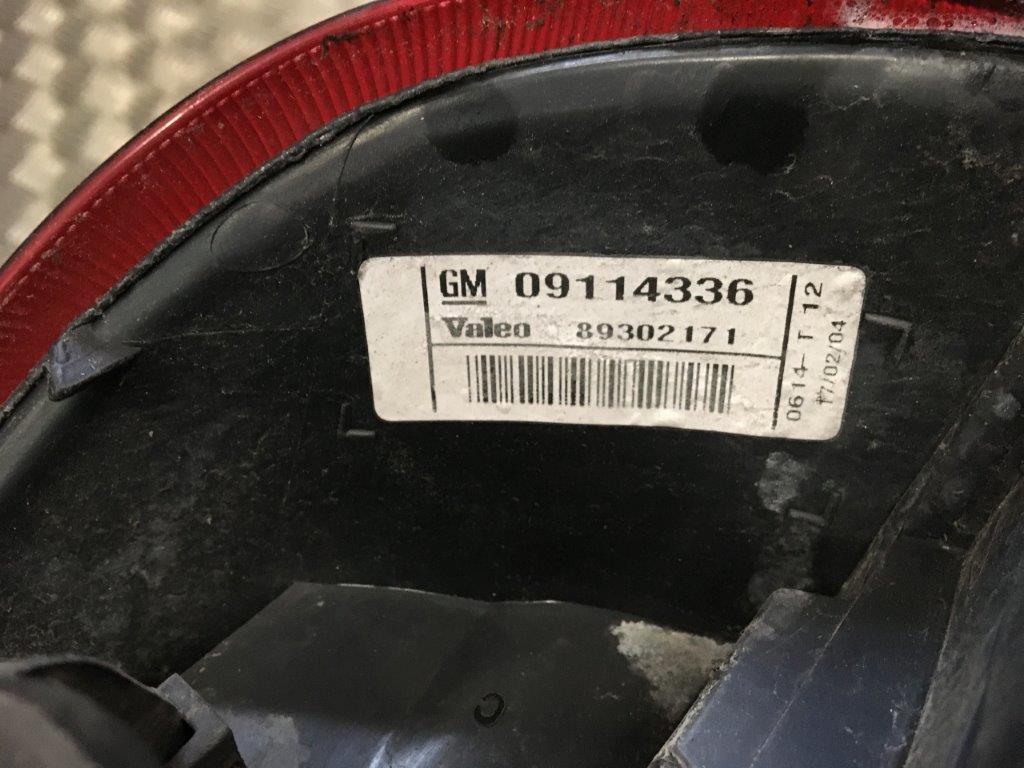 GM 09114336
Valeo 89302171
0614- T 12
17/02/04